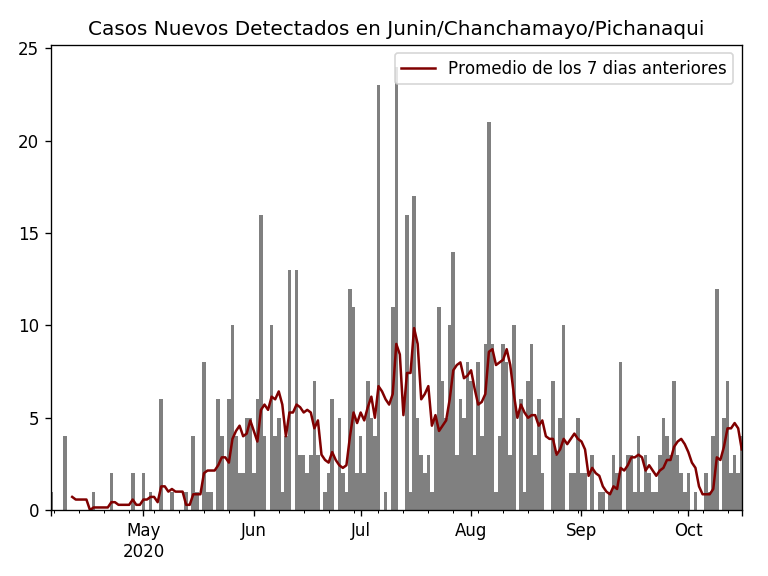 Casos Nuevos Detectados en Junin/Chanchamayo/Pichanaqui
Promedio de los 7 dias anteriores
25
20
15
10
5
0
May Jun Jul Aug Sep Oct
2020